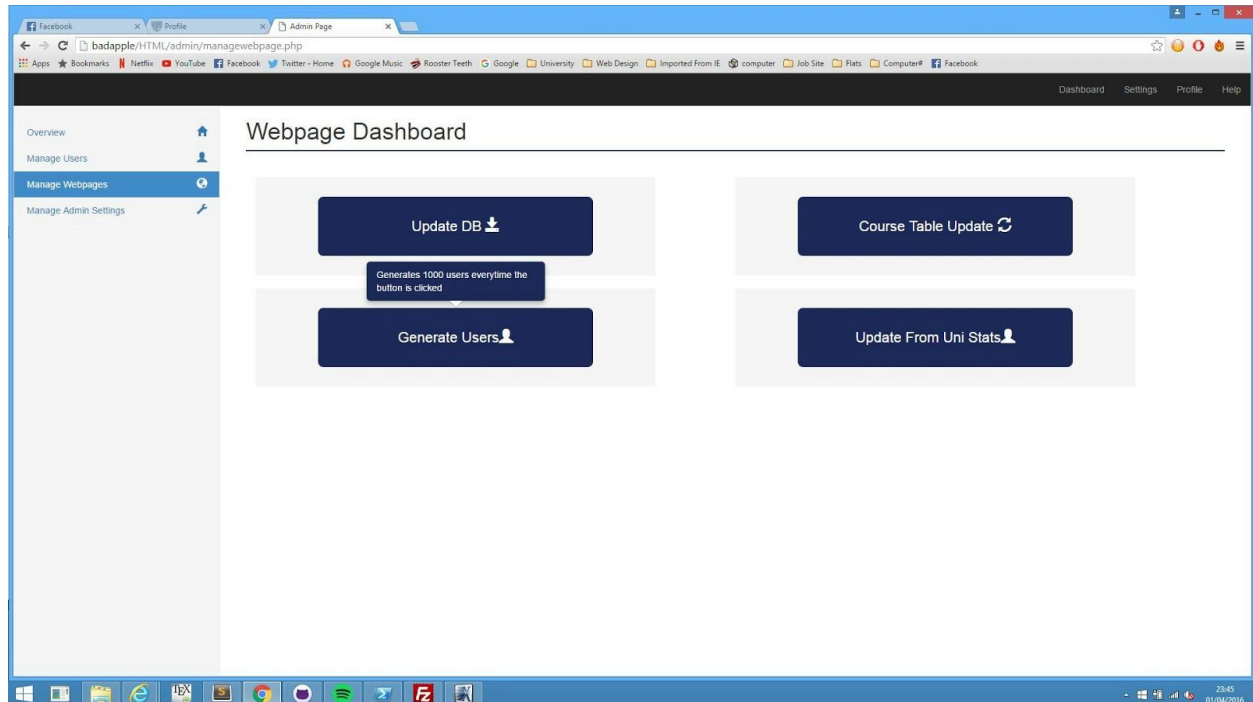 Facebook
Profile
Admin Page
badapple/HTML/admin/managewebpage.php
Apps Bookmarks Netflix YouTube Facebook Twitter - Home Google Music Rooster Teeth Google University Web Design Imported From IE computer Job Site Flats Computer# Facebook
Dashboard Settings Profile Help
Overview
Manage Users
Manage Webpages
Manage Admin Settings
Webpage Dashboard
Update DB
Course Table Update
Generates 1000 users everytime the
button is clicked
Generate Users
Update From Uni Stats
23:45
01/04/2016